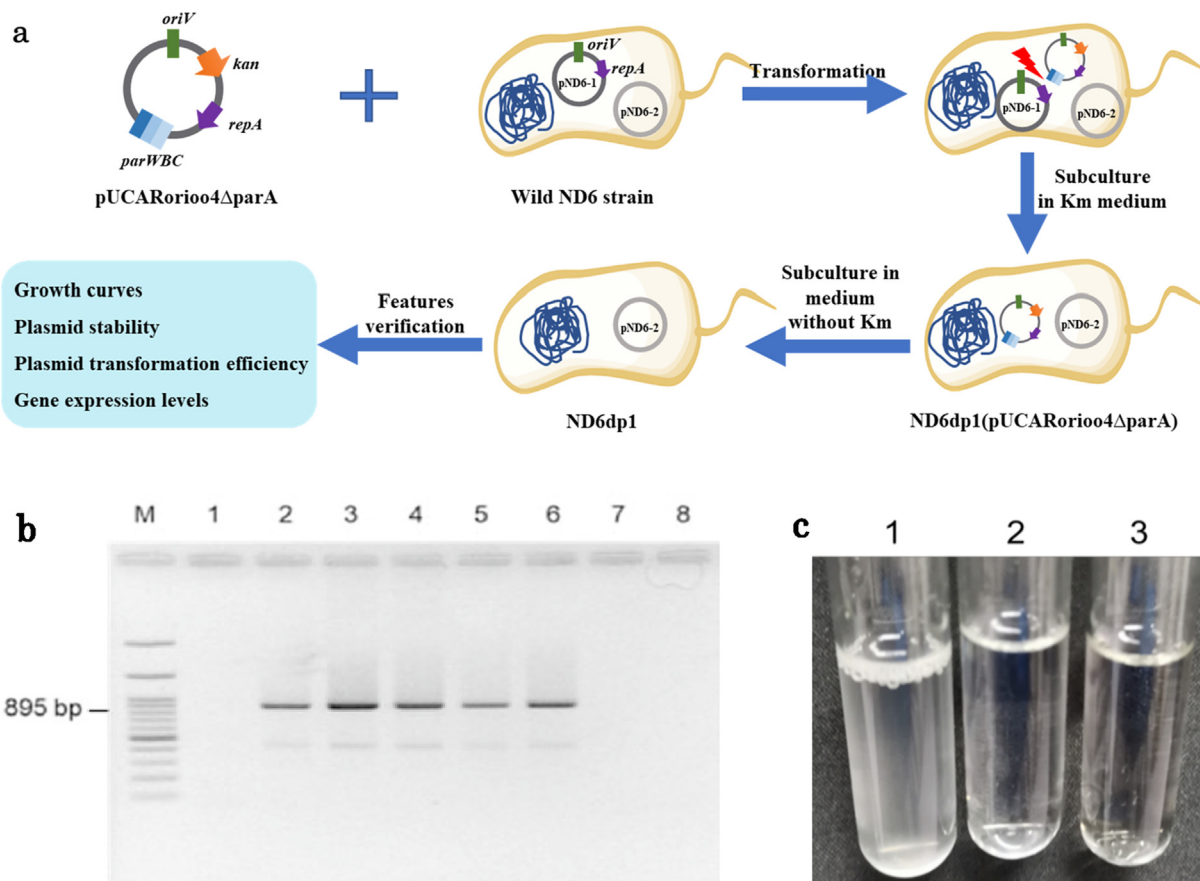 a
oriV
kan
repA
parWBC
pUCARorioo4ΔparA
oriV
repA
pND6-1
pND6-2
Wild ND6 strain
Transformation
pND6-1
pND6-2
Subculture
in Km medium
pND6-2
ND6dp1(pUCARorioo4ΔparA)
Subculture in
medium
without Km
pND6-2
ND6dp1
Features
verification
Growth curves
Plasmid stability
Plasmid transformation efficiency
Gene expression levels
b
M 1 2 3 4 5 6 7 8
895 bp
c
1 2 3